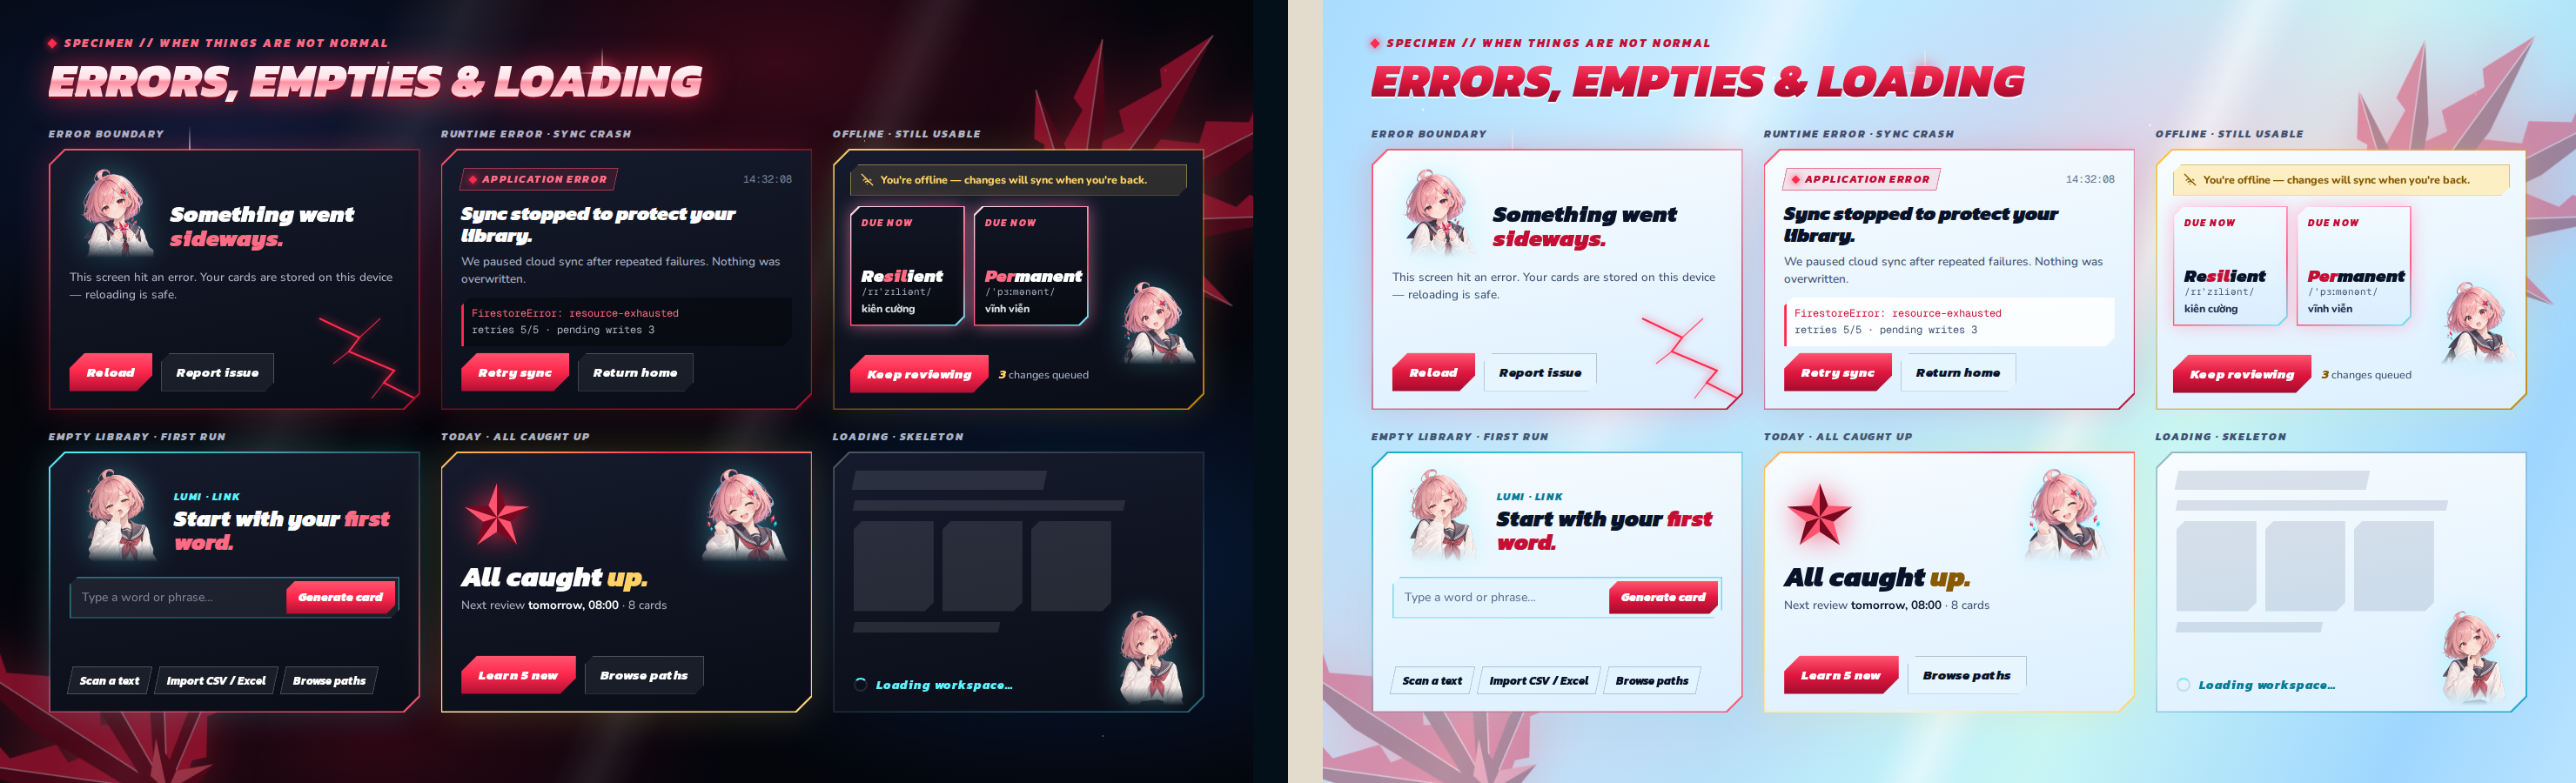 SPECIMEN // WHEN THINGS ARE NOT NORMAL
ERRORS, EMPTIES & LOADING
ERROR BOUNDARY
Something went
sideways.
This screen hit an error. Your cards are stored on this device
— reloading is safe.
Reload
Report issue
RUNTIME ERROR · SYNC CRASH
APPLICATION ERROR
14:32:08
Sync stopped to protect your
library.
We paused cloud sync after repeated failures. Nothing was
overwritten.
FirestoreError: resource-exhausted
retries 5/5 · pending writes 3
Retry sync
Return home
OFFLINE · STILL USABLE
You're offline — changes will sync when you're back.
DUE NOW
Resilient
/rɪˈzɪliənt/
kiên cường
DUE NOW
Permanent
/ˈpɜːmənənt/
vĩnh viễn
Keep reviewing
3 changes queued
EMPTY LIBRARY · FIRST RUN
LUMI · LINK
Start with your first
word.
Type a word or phrase...
Generate card
Scan a text
Import CSV / Excel
Browse paths
TODAY · ALL CAUGHT UP
All caught up.
Next review tomorrow, 08:00 · 8 cards
Learn 5 new
Browse paths
LOADING · SKELETON
Loading workspace...
SPECIMEN // WHEN THINGS ARE NOT NORMAL
ERRORS, EMPTIES & LOADING
ERROR BOUNDARY
Something went
sideways.
This screen hit an error. Your cards are stored on this device
— reloading is safe.
Reload
Report issue
RUNTIME ERROR · SYNC CRASH
APPLICATION ERROR
14:32:08
Sync stopped to protect your
library.
We paused cloud sync after repeated failures. Nothing was
overwritten.
FirestoreError: resource-exhausted
retries 5/5 · pending writes 3
Retry sync
Return home
OFFLINE · STILL USABLE
You're offline — changes will sync when you're back.
DUE NOW
Resilient
/rɪˈzɪliənt/
kiên cường
DUE NOW
Permanent
/ˈpɜːmənənt/
vĩnh viễn
Keep reviewing
3 changes queued
EMPTY LIBRARY · FIRST RUN
LUMI · LINK
Start with your first
word.
Type a word or phrase...
Generate card
Scan a text
Import CSV / Excel
Browse paths
TODAY · ALL CAUGHT UP
All caught up.
Next review tomorrow, 08:00 · 8 cards
Learn 5 new
Browse paths
LOADING · SKELETON
Loading workspace...